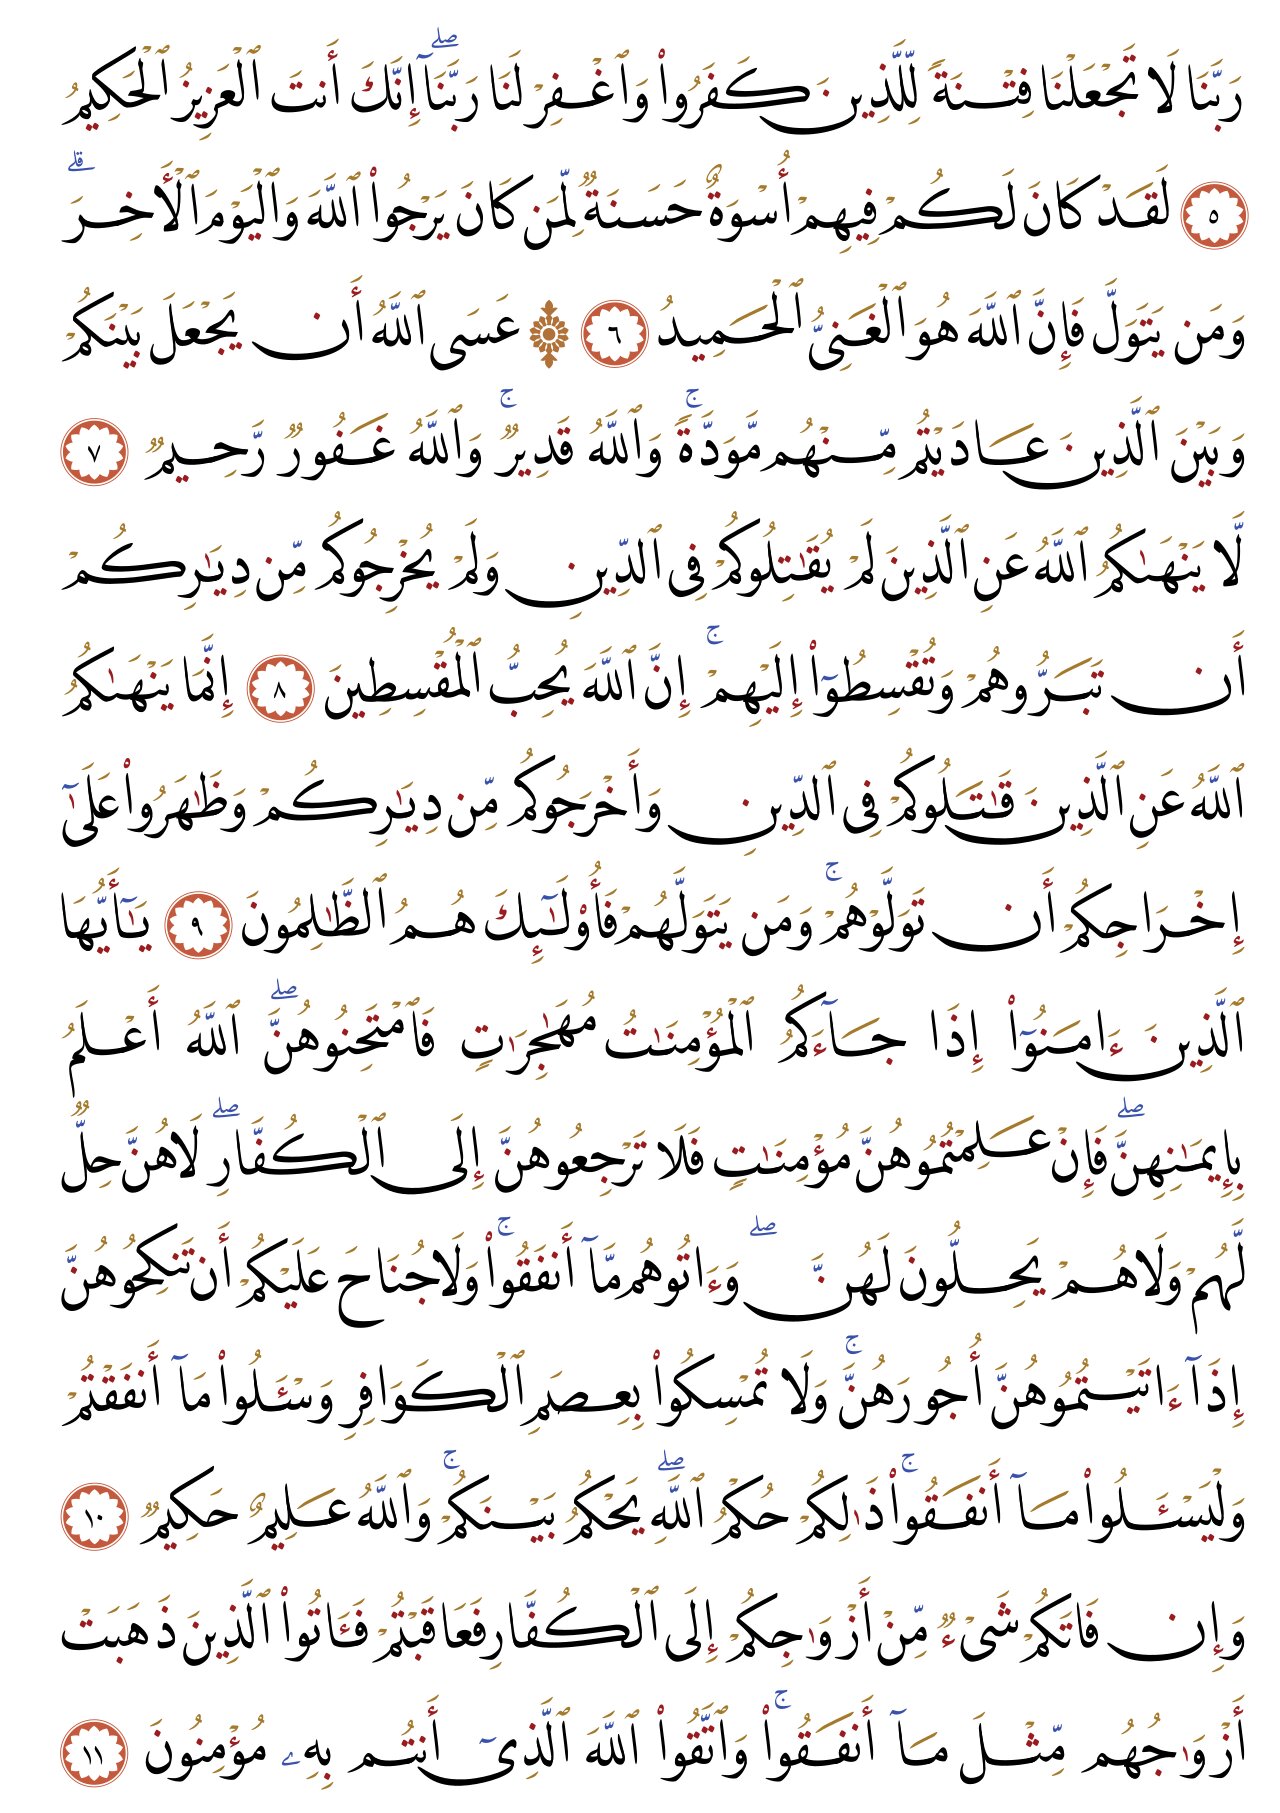 رَبَّنَا لَا تَجْعَلْنَا فِتْنَةً لِّلَّذِينَ كَفَرُوا۟ وَٱغْفِرْ لَنَا رَبَّنَآ ۖ إِنَّكَ أَنتَ ٱلْعَزِيزُ ٱلْحَكِيمُ
٥ لَقَدْ كَانَ لَكُمْ فِيهِمْ أُسْوَةٌ حَسَنَةٌ لِّمَن كَانَ يَرْجُوا۟ ٱللَّهَ وَٱلْيَوْمَ ٱلْأَخِرَ ۗ
وَمَن يَتَوَلَّ فَإِنَّ ٱللَّهَ هُوَ ٱلْغَنِىُّ ٱلْحَمِيدُ ٦ ۞ عَسَى ٱللَّهُ أَن يَجْعَلَ بَيْنَكُمْ
وَبَيْنَ ٱلَّذِينَ عَادَيْتُم مِّنْهُم مَّوَدَّةً ۚ وَٱللَّهُ قَدِيرٌ ۚ وَٱللَّهُ غَفُورٌ رَّحِيمٌ ٧
لَّا يَنْهَىٰكُمُ ٱللَّهُ عَنِ ٱلَّذِينَ لَمْ يُقَـٰتِلُوكُمْ فِى ٱلدِّينِ وَلَمْ يُخْرِجُوكُم مِّن دِيَـٰرِكُمْ
أَن تَبَرُّوهُمْ وَتُقْسِطُوٓا۟ إِلَيْهِمْ ۚ إِنَّ ٱللَّهَ يُحِبُّ ٱلْمُقْسِطِينَ ٨ إِنَّمَا يَنْهَىٰكُمُ
ٱللَّهُ عَنِ ٱلَّذِينَ قَـٰتَلُوكُمْ فِى ٱلدِّينِ وَأَخْرَجُوكُم مِّن دِيَـٰرِكُمْ وَظَـٰهَرُوا۟ عَلَىٰٓ
إِخْرَاجِكُمْ أَن تَوَلَّوْهُمْ ۚ وَمَن يَتَوَلَّهُمْ فَأُو۟لَـٰٓئِكَ هُمُ ٱلظَّـٰلِمُونَ ٩ يَـٰٓأَيُّهَا
ٱلَّذِينَ ءَامَنُوٓا۟ إِذَا جَآءَكُمُ ٱلْمُؤْمِنَـٰتُ مُهَـٰجِرَٰتٍ فَٱمْتَحِنُوهُنَّ ۖ ٱللَّهُ أَعْلَمُ
بِإِيمَـٰنِهِنَّ ۖ فَإِنْ عَلِمْتُمُوهُنَّ مُؤْمِنَـٰتٍ فَلَا تَرْجِعُوهُنَّ إِلَى ٱلْكُفَّارِ ۖ لَا هُنَّ حِلٌّ
لَّهُمْ وَلَا هُمْ يَحِلُّونَ لَهُنَّ ۖ وَءَاتُوهُم مَّآ أَنفَقُوا۟ ۚ وَلَا جُنَاحَ عَلَيْكُمْ أَن تَنكِحُوهُنَّ
إِذَآ ءَاتَيْتُمُوهُنَّ أُجُورَهُنَّ ۚ وَلَا تُمْسِكُوا۟ بِعِصَمِ ٱلْكَوَافِرِ وَسْـَٔلُوا۟ مَآ أَنفَقْتُمْ
وَلْيَسْـَٔلُوا۟ مَآ أَنفَقُوا۟ ۚ ذَٰلِكُمْ حُكْمُ ٱللَّهِ ۖ يَحْكُمُ بَيْنَكُمْ ۚ وَٱللَّهُ عَلِيمٌ حَكِيمٌ ١٠
وَإِن فَاتَكُمْ شَىْءٌ مِّنْ أَزْوَٰجِكُمْ إِلَى ٱلْكُفَّارِ فَعَاقَبْتُمْ فَـَٔاتُوا۟ ٱلَّذِينَ ذَهَبَتْ
أَزْوَٰجُهُم مِّثْلَ مَآ أَنفَقُوا۟ ۚ وَٱتَّقُوا۟ ٱللَّهَ ٱلَّذِىٓ أَنتُم بِهِۦ مُؤْمِنُونَ ١١